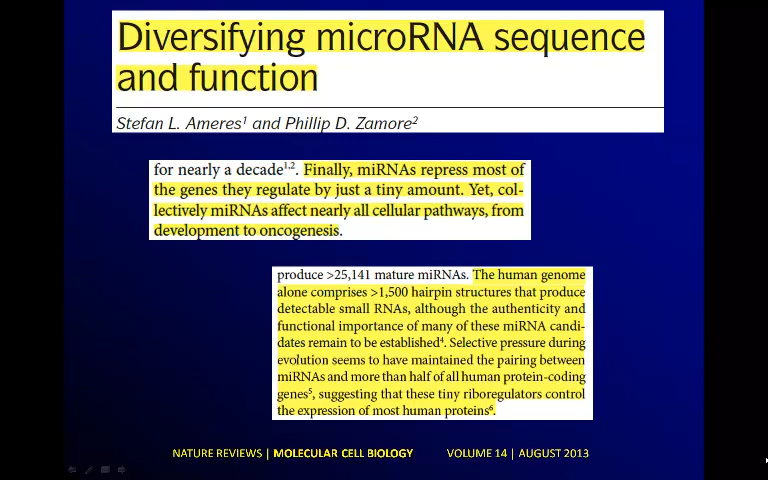 Diversifying microRNA sequence
and function
Stefan L. Ameres¹ and Phillip D. Zamore²
for nearly a decade¹,². Finally, miRNAs repress most of
the genes they regulate by just a tiny amount. Yet, col-
lectively miRNAs affect nearly all cellular pathways, from
development to oncogenesis.
produce >25,141 mature miRNAs. The human genome
alone comprises >1,500 hairpin structures that produce
detectable small RNAs, although the authenticity and
functional importance of many of these miRNA candi-
dates remain to be established⁴. Selective pressure during
evolution seems to have maintained the pairing between
miRNAs and more than half of all human protein-coding
genes⁵, suggesting that these tiny riboregulators control
the expression of most human proteins⁶.
NATURE REVIEWS | MOLECULAR CELL BIOLOGY VOLUME 14 | AUGUST 2013